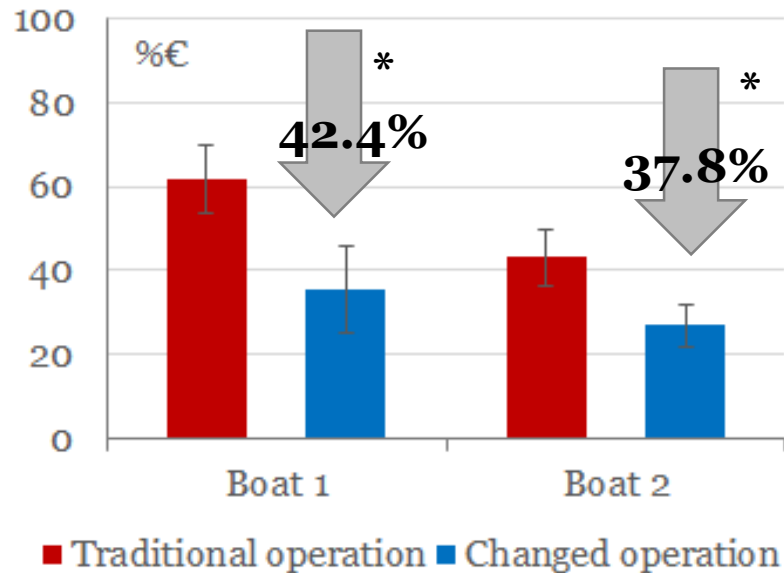 100
80
60
40
20
0
%€
*
42.4%
*
37.8%
Boat 1
Boat 2
Traditional operation
Changed operation